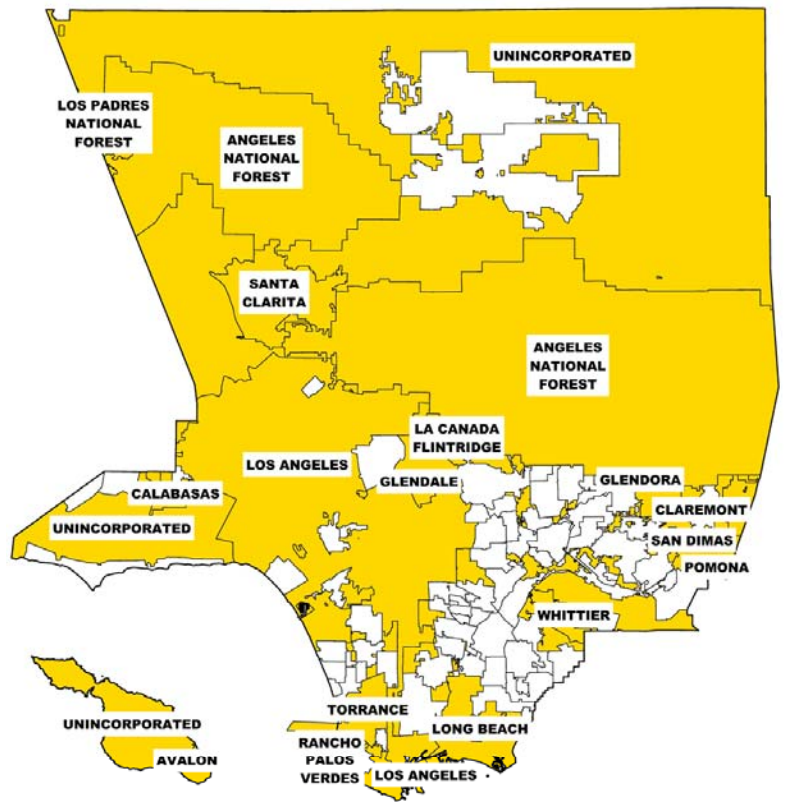 UNINCORPORATED
LOS PADRES
NATIONAL
FOREST
ANGELES
NATIONAL
FOREST
SANTA
CLARITA
ANGELES
NATIONAL
FOREST
LA CANADA
FLINTRIDGE
LOS ANGELES
GLENDALE
GLENDORA
CALABASAS
CLAREMONT
UNINCORPORATED
SAN DIMAS
POMONA
WHITTIER
TORRANCE
UNINCORPORATED
LONG BEACH
RANCHO
PALOS
VERDES
AVALON
LOS ANGELES